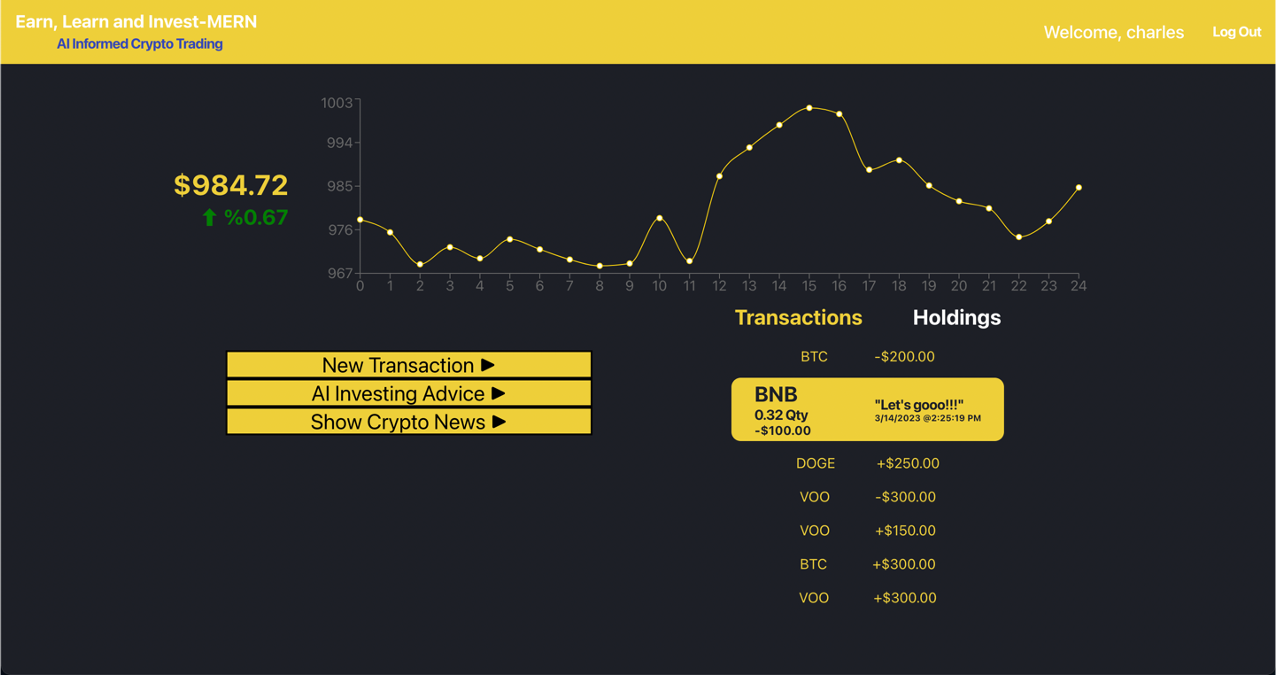 Earn, Learn and Invest-MERN
AI Informed Crypto Trading
Welcome, charles
Log Out
$984.72
⬆ %0.67
1003
994
985
976
967
0 1 2 3 4 5 6 7 8 9 10 11 12 13 14 15 16 17 18 19 20 21 22 23 24
New Transaction ►
AI Investing Advice ►
Show Crypto News ►
Transactions Holdings
BTC -$200.00
BNB
0.32 Qty
-$100.00
"Let's gooo!!!"
3/14/2023 @2:25:19 PM
DOGE +$250.00
VOO -$300.00
VOO +$150.00
BTC +$300.00
VOO +$300.00